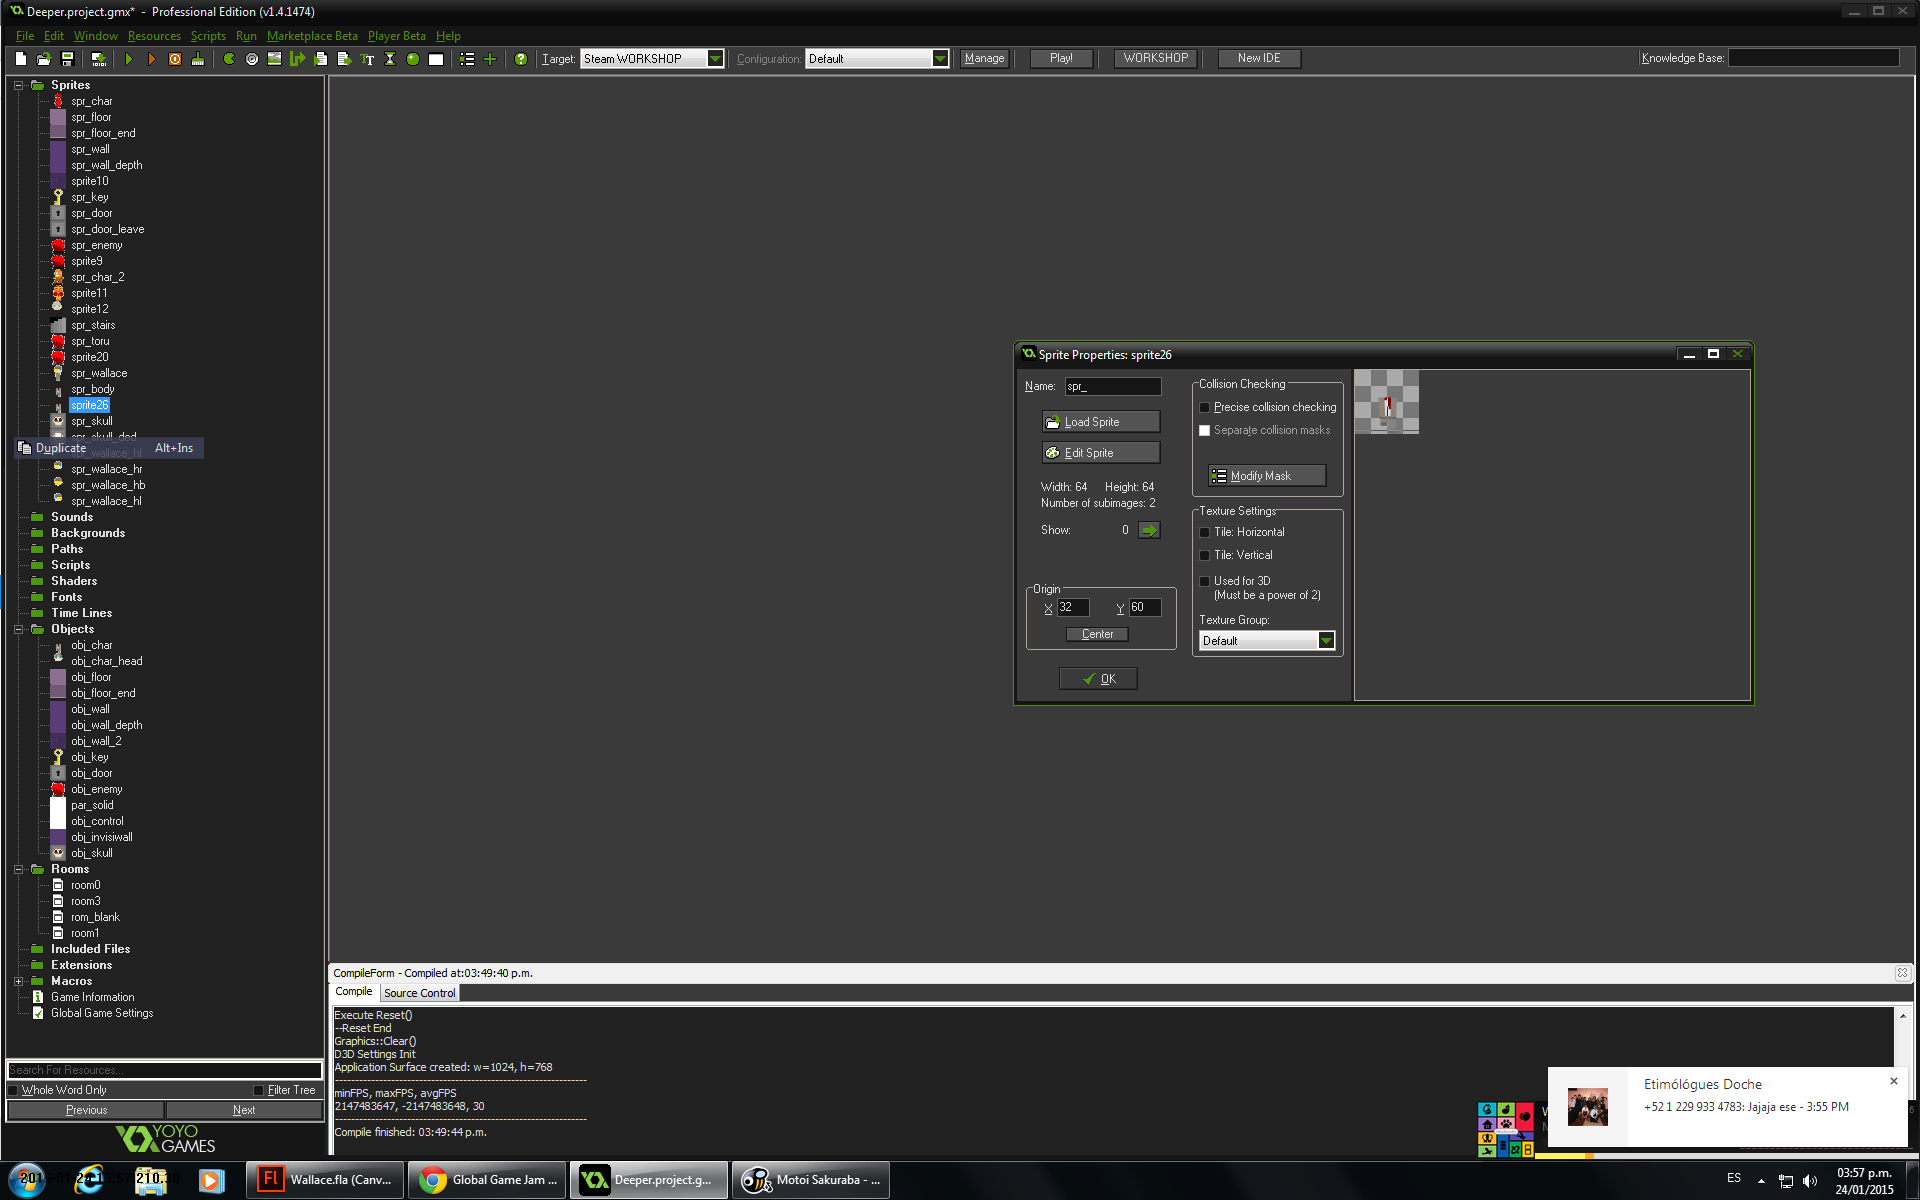 Deeper.project.gmx*  -  Professional Edition (v1.4.1474)
File Edit Window Resources Scripts Run Marketplace Beta Player Beta Help
Target: Steam WORKSHOP Configuration: Default Manage Play! WORKSHOP New IDE Knowledge Base:
Sprites
spr_char
spr_floor
spr_floor_end
spr_wall
spr_wall_depth
sprite10
spr_key
spr_door
spr_door_leave
spr_enemy
sprite9
spr_char_2
sprite11
sprite12
spr_stairs
spr_toru
sprite20
spr_wallace
spr_body
sprite26
spr_skull
spr_skull_ded
Duplicate Alt+Ins
spr_wallace_hr
spr_wallace_hb
spr_wallace_hl
Sounds
Backgrounds
Paths
Scripts
Shaders
Fonts
Time Lines
Objects
obj_char
obj_char_head
obj_floor
obj_floor_end
obj_wall
obj_wall_depth
obj_wall_2
obj_key
obj_door
obj_enemy
par_solid
obj_control
obj_invisiwall
obj_skull
Rooms
room0
room3
rom_blank
room1
Included Files
Extensions
Macros
Game Information
Global Game Settings
Search For Resources...
Whole Word Only Filter Tree
Previous Next
YOYO
GAMES
Sprite Properties: sprite26
Name: spr_
Load Sprite
Edit Sprite
Width: 64 Height: 64
Number of subimages: 2
Show: 0
Origin
X 32 Y 60
Center
OK
Collision Checking
Precise collision checking
Separate collision masks
Modify Mask
Texture Settings
Tile: Horizontal
Tile: Vertical
Used for 3D
(Must be a power of 2)
Texture Group:
Default
CompileForm - Compiled at:03:49:40 p.m.
Compile Source Control
Execute Reset()
--Reset End
Graphics::Clear()
D3D Settings Init
Application Surface created: w=1024, h=768
minFPS, maxFPS, avgFPS
2147483647, -2147483648, 30
Compile finished: 03:49:44 p.m.
Etimólógues Doche
+52 1 229 933 4783: Jajaja ese - 3:55 PM
Wallace.fla (Canv...
Global Game Jam ...
Deeper.project.g...
Motoi Sakuraba - ...
ES
03:57 p.m.
24/01/2015